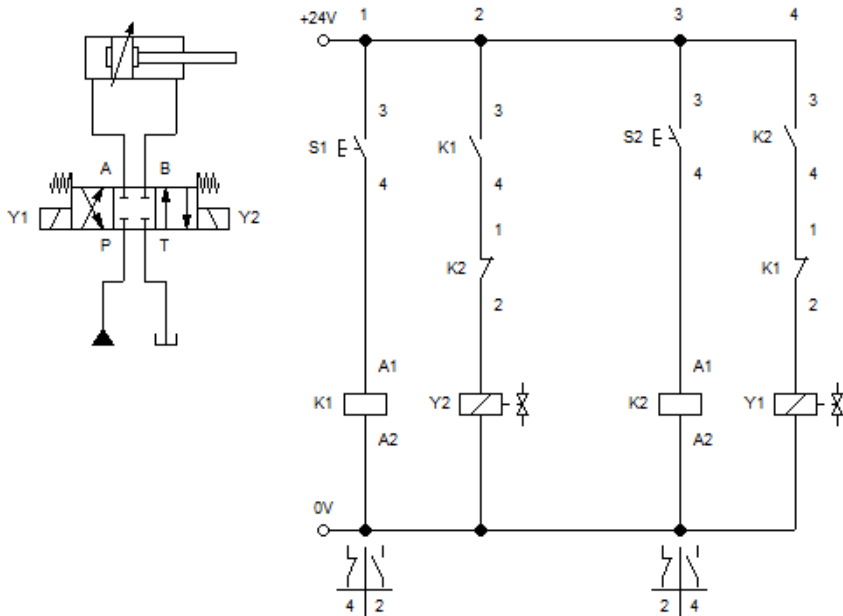 +24V 1 2 3 4
3 3 3 3
S1 K1 S2 K2
4 4 4 4
A B
1 1
Y1 Y2
P T
K2 K1
2 2
A1 A1
K1 Y2 K2 Y1
A2 A2
0V
4 2 2 4